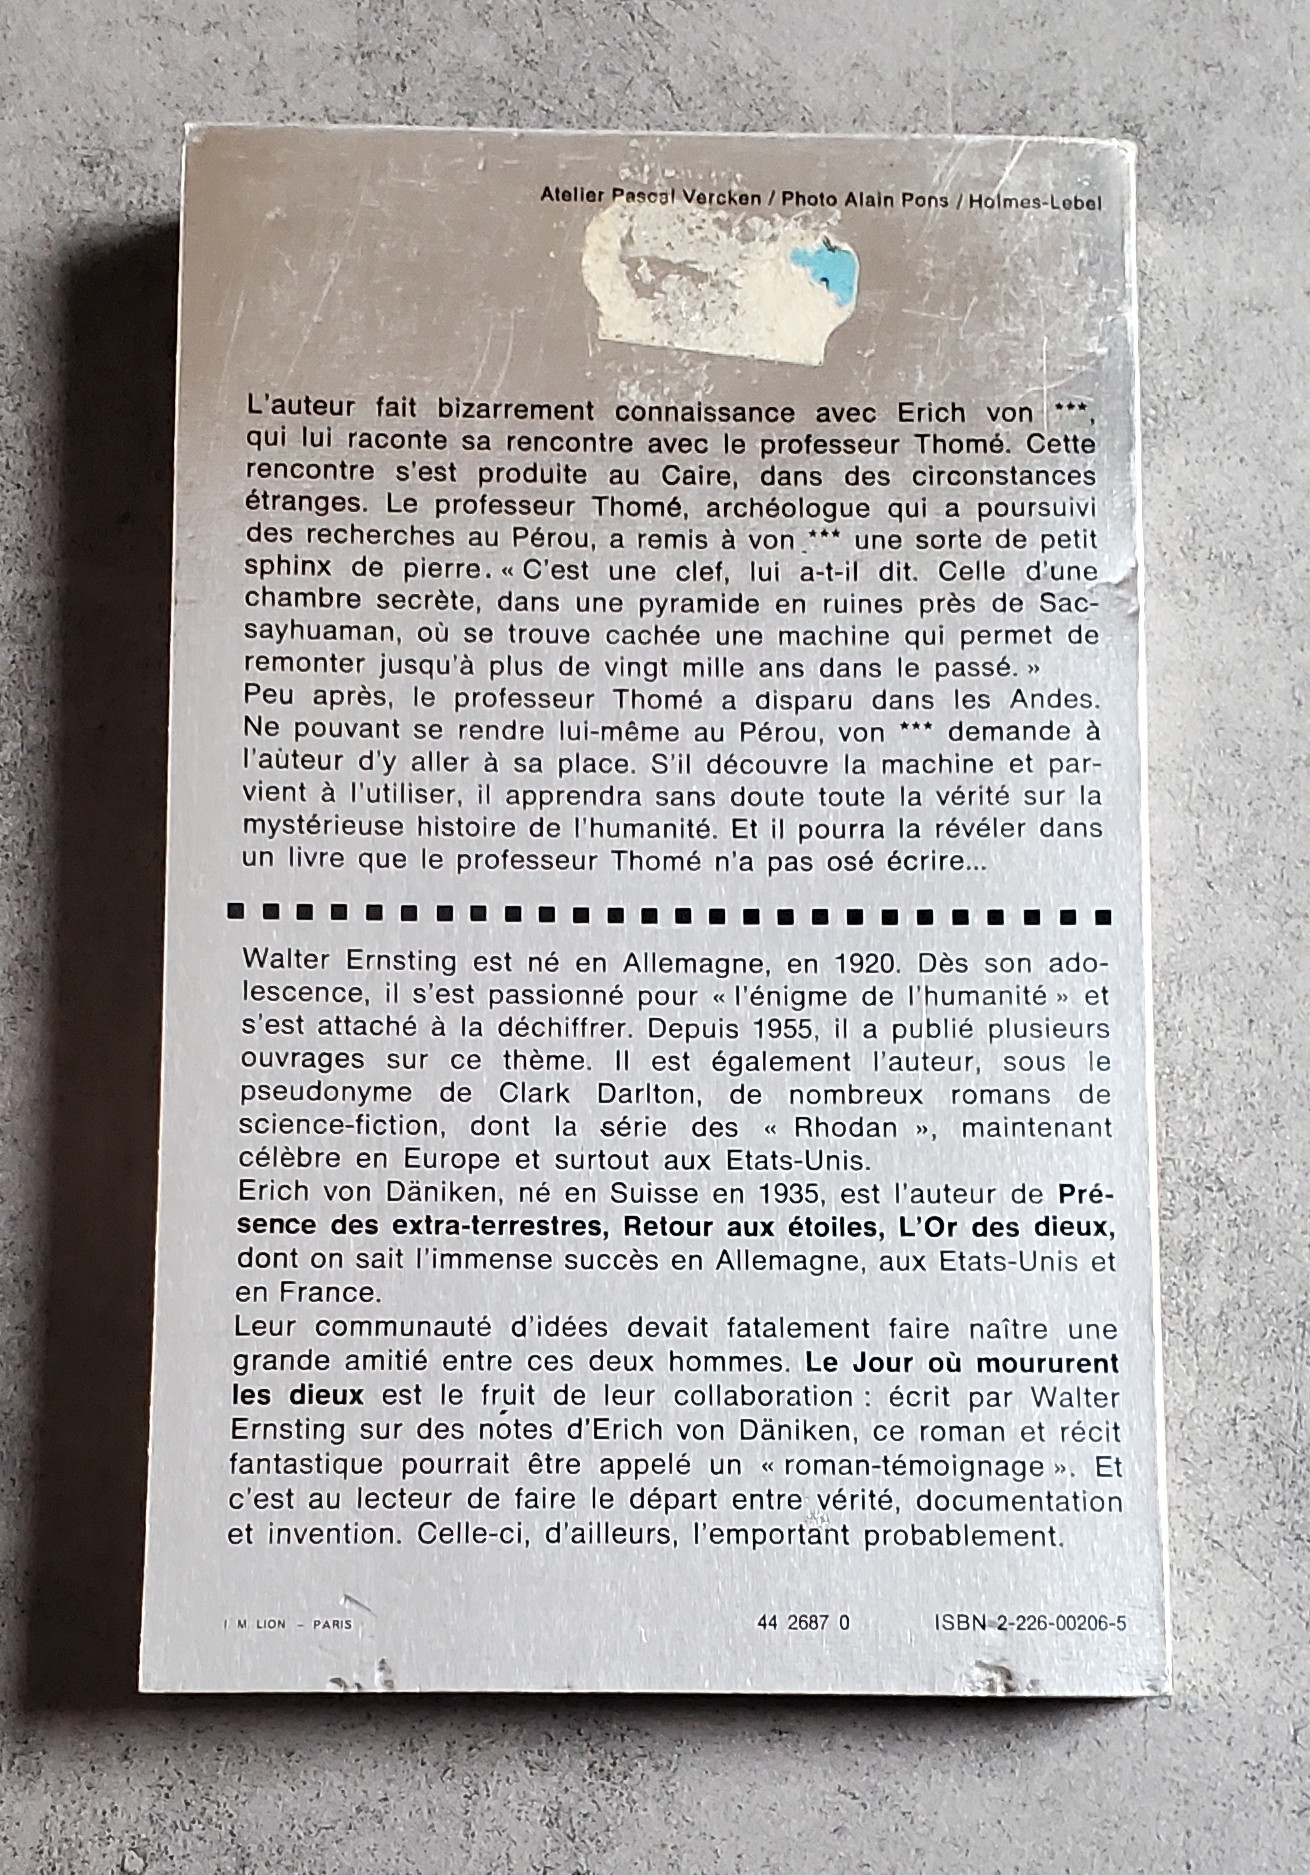 Atelier Pascal Vercken / Photo Alain Pons / Holmes-Lebel
L'auteur fait bizarrement connaissance avec Erich von ***,
qui lui raconte sa rencontre avec le professeur Thomé. Cette
rencontre s'est produite au Caire, dans des circonstances
étranges. Le professeur Thomé, archéologue qui a poursuivi
des recherches au Pérou, a remis à von *** une sorte de petit
sphinx de pierre. « C'est une clef, lui a-t-il dit. Celle d'une
chambre secrète, dans une pyramide en ruines près de Sac-
sayhuaman, où se trouve cachée une machine qui permet de
remonter jusqu'à plus de vingt mille ans dans le passé. »
Peu après, le professeur Thomé a disparu dans les Andes.
Ne pouvant se rendre lui-même au Pérou, von *** demande à
l'auteur d'y aller à sa place. S'il découvre la machine et par-
vient à l'utiliser, il apprendra sans doute toute la vérité sur la
mystérieuse histoire de l'humanité. Et il pourra la révéler dans
un livre que le professeur Thomé n'a pas osé écrire...
Walter Ernsting est né en Allemagne, en 1920. Dès son ado-
lescence, il s'est passionné pour « l'énigme de l'humanité » et
s'est attaché à la déchiffrer. Depuis 1955, il a publié plusieurs
ouvrages sur ce thème. Il est également l'auteur, sous le
pseudonyme de Clark Darlton, de nombreux romans de
science-fiction, dont la série des « Rhodan », maintenant
célèbre en Europe et surtout aux Etats-Unis.
Erich von Däniken, né en Suisse en 1935, est l'auteur de Pré-
sence des extra-terrestres, Retour aux étoiles, L'Or des dieux,
dont on sait l'immense succès en Allemagne, aux Etats-Unis et
en France.
Leur communauté d'idées devait fatalement faire naître une
grande amitié entre ces deux hommes. Le Jour où moururent
les dieux est le fruit de leur collaboration : écrit par Walter
Ernsting sur des notes d'Erich von Däniken, ce roman et récit
fantastique pourrait être appelé un « roman-témoignage ». Et
c'est au lecteur de faire le départ entre vérité, documentation
et invention. Celle-ci, d'ailleurs, l'emportant probablement.
I. M. LION – PARIS
44 2687 0
ISBN 2-226-00206-5